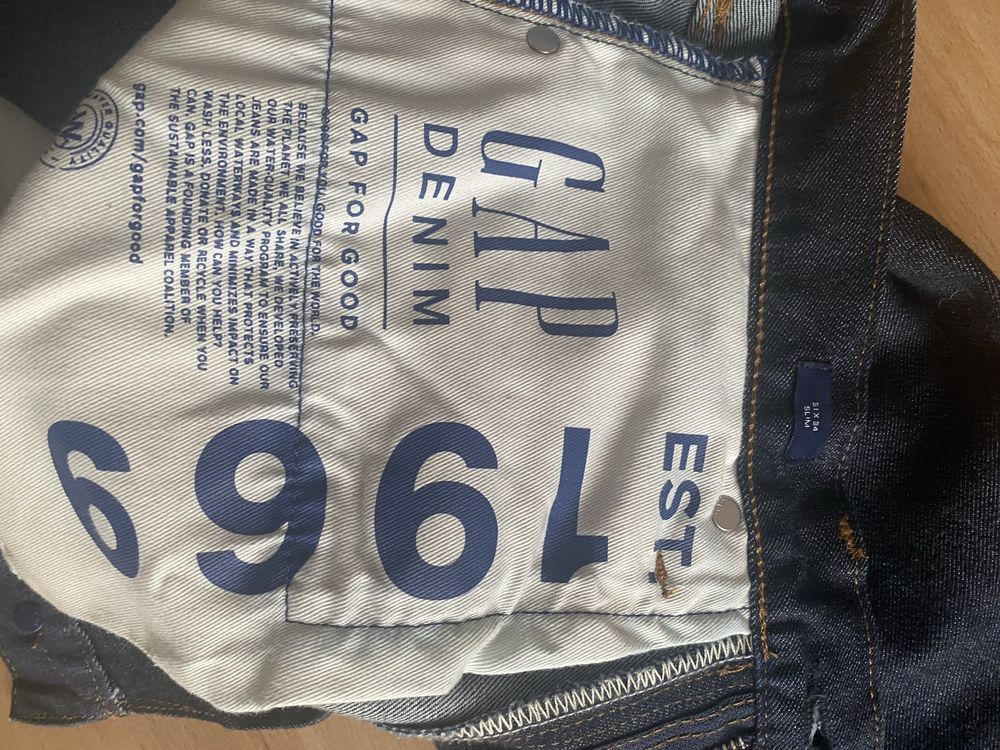 31X34
SLIM
EST.
1969
GAP
DENIM
GAP FOR GOOD
GOOD FOR YOU. GOOD FOR THE WORLD.
BECAUSE WE BELIEVE IN ACTIVELY PRESERVING
THE PLANET WE ALL SHARE, WE DEVELOPED
OUR WATER QUALITY PROGRAM TO ENSURE OUR
JEANS ARE MADE IN A WAY THAT PROTECTS
LOCAL WATERWAYS AND MINIMIZES IMPACT ON
THE ENVIRONMENT. HOW CAN YOU HELP?
WASH LESS. DONATE OR RECYCLE WHEN YOU
CAN. GAP IS A FOUNDING MEMBER OF
THE SUSTAINABLE APPAREL COALITION.
gap.com/gapforgood
QUALITY